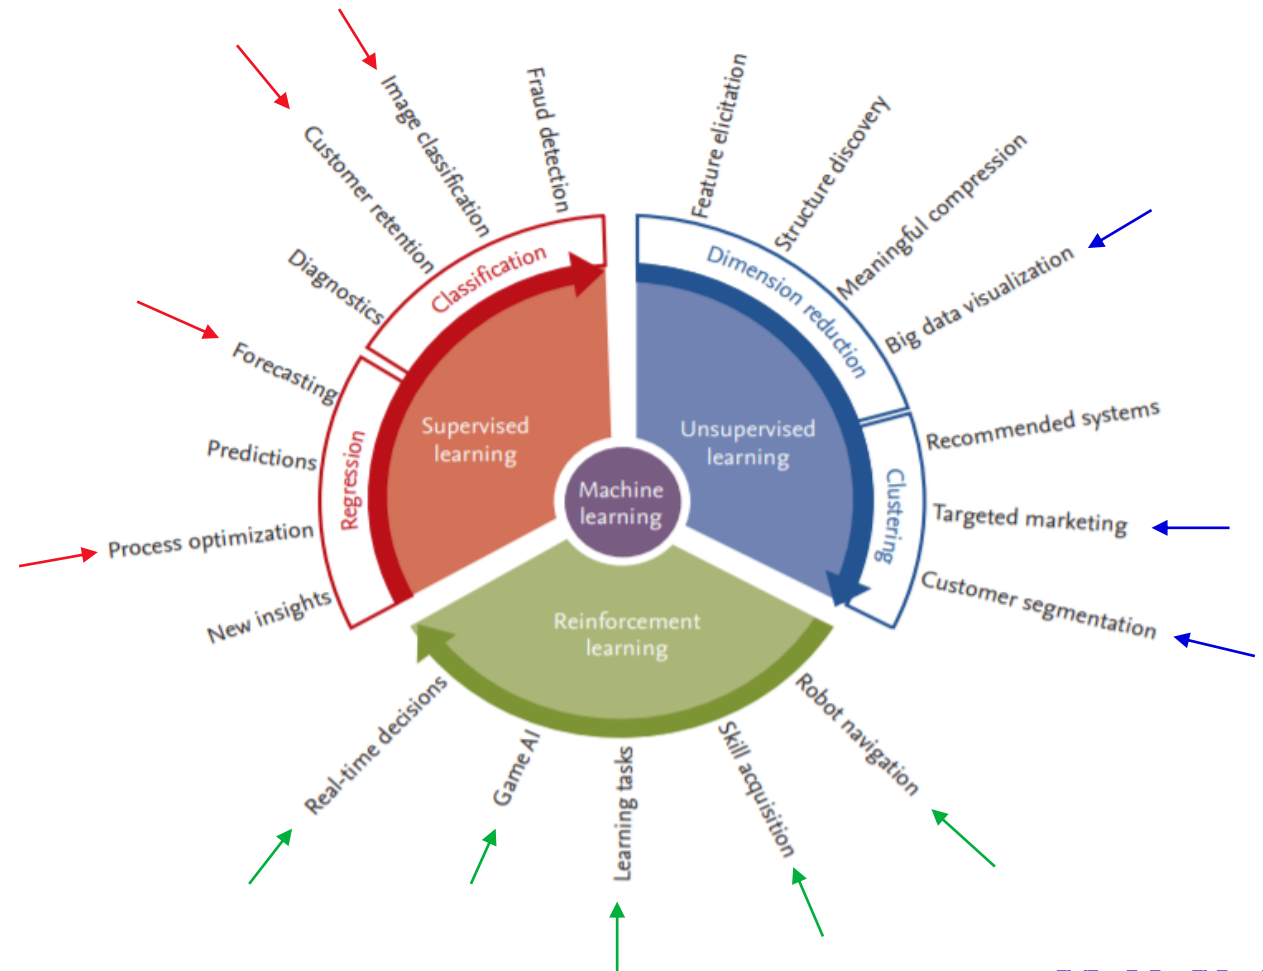 Fraud detection
Image classification
Customer retention
Diagnostics
Classification
Forecasting
Predictions
Process optimization
New insights
Regression
Supervised
learning
Feature elicitation
Structure discovery
Meaningful compression
Big data visualization
Dimension reduction
Recommended systems
Targeted marketing
Customer segmentation
Clustering
Unsupervised
learning
Machine
learning
Reinforcement
learning
Real-time decisions
Game AI
Learning tasks
Skill acquisition
Robot navigation